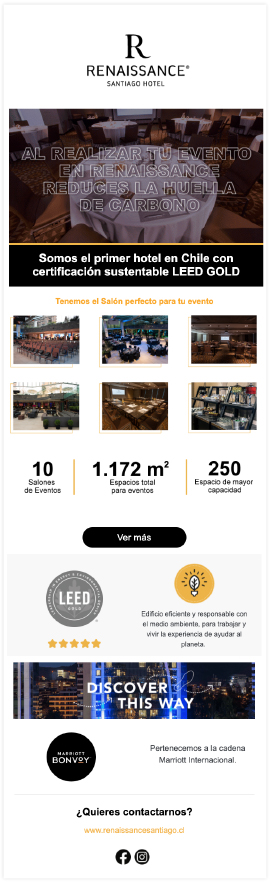 R
RENAISSANCE®
SANTIAGO HOTEL
AL REALIZAR TU EVENTO
EN RENAISSANCE
REDUCES LA HUELLA
DE CARBONO
Somos el primer hotel en Chile con
certificación sustentable LEED GOLD
Tenemos el Salón perfecto para tu evento
10
Salones
de Eventos
1.172 m²
Espacios total
para eventos
250
Espacio de mayor
capacidad
Ver más
LEED
GOLD
Edificio eficiente y responsable con
el medio ambiente, para trabajar y
vivir la experiencia de ayudar al
planeta.
DISCOVER
THIS WAY
MARRIOTT
BONVOY
Pertenecemos a la cadena
Marriott Internacional.
¿Quieres contactarnos?
www.renaissancesantiago.cl